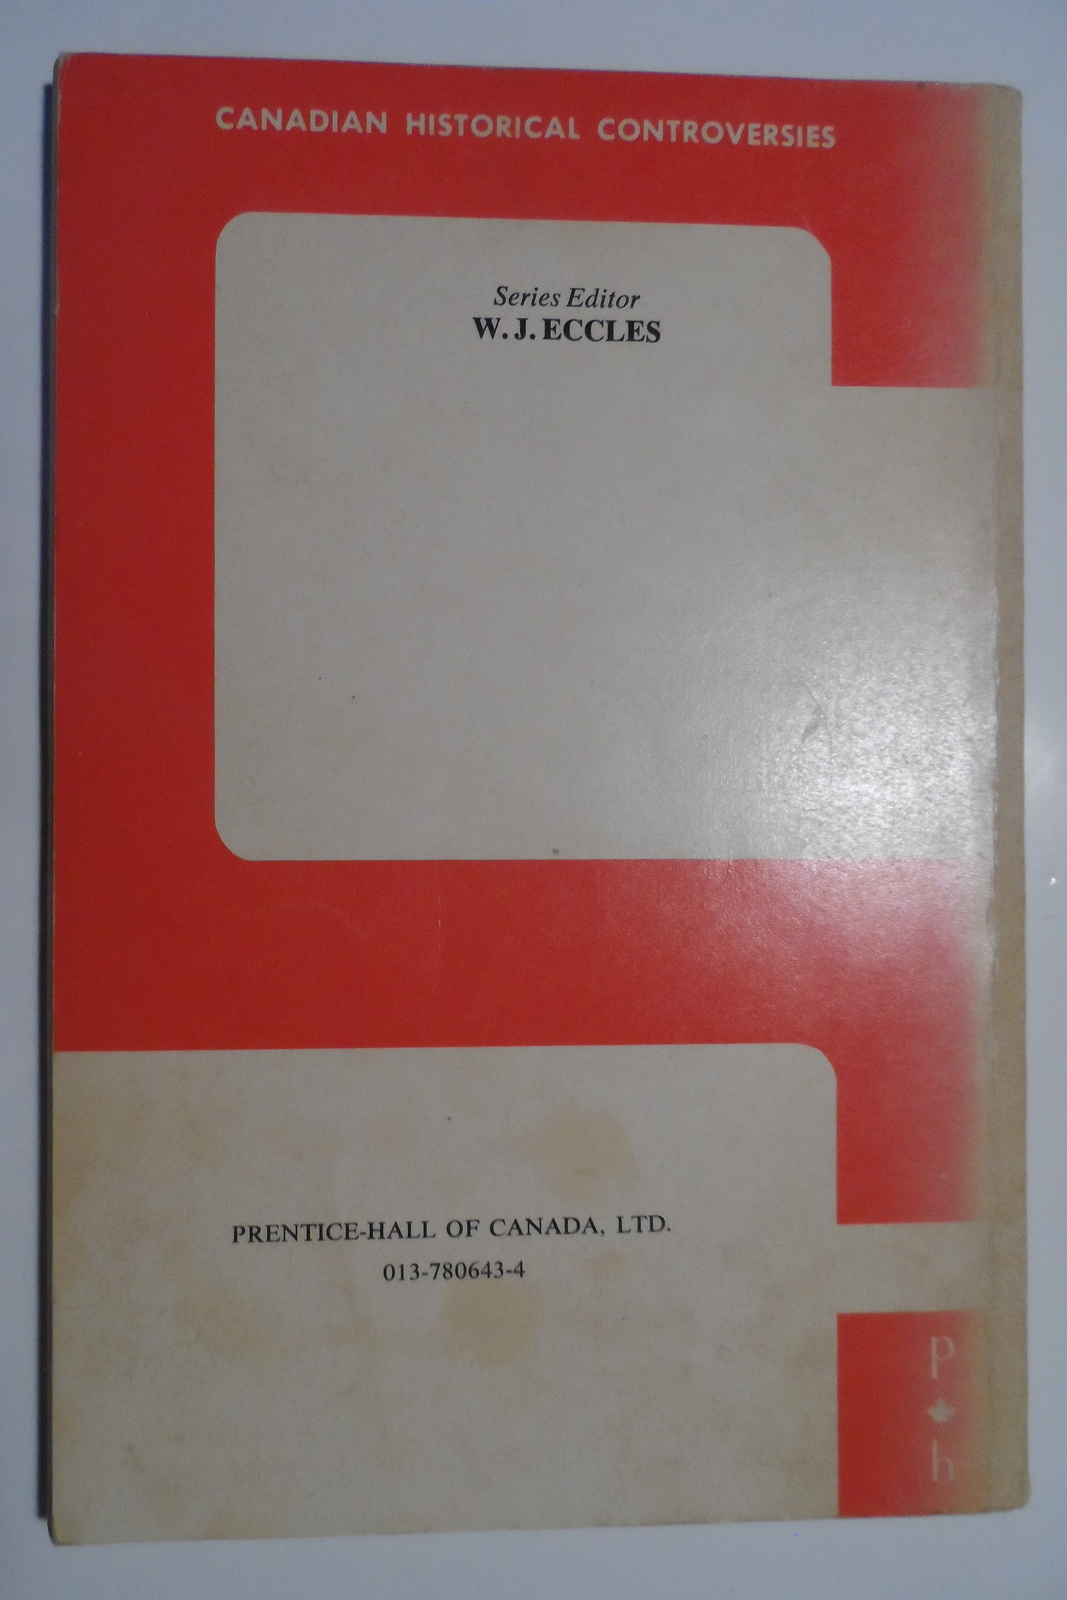 CANADIAN HISTORICAL CONTROVERSIES
Series Editor
W. J. ECCLES
PRENTICE-HALL OF CANADA, LTD.
013-780643-4
p
h